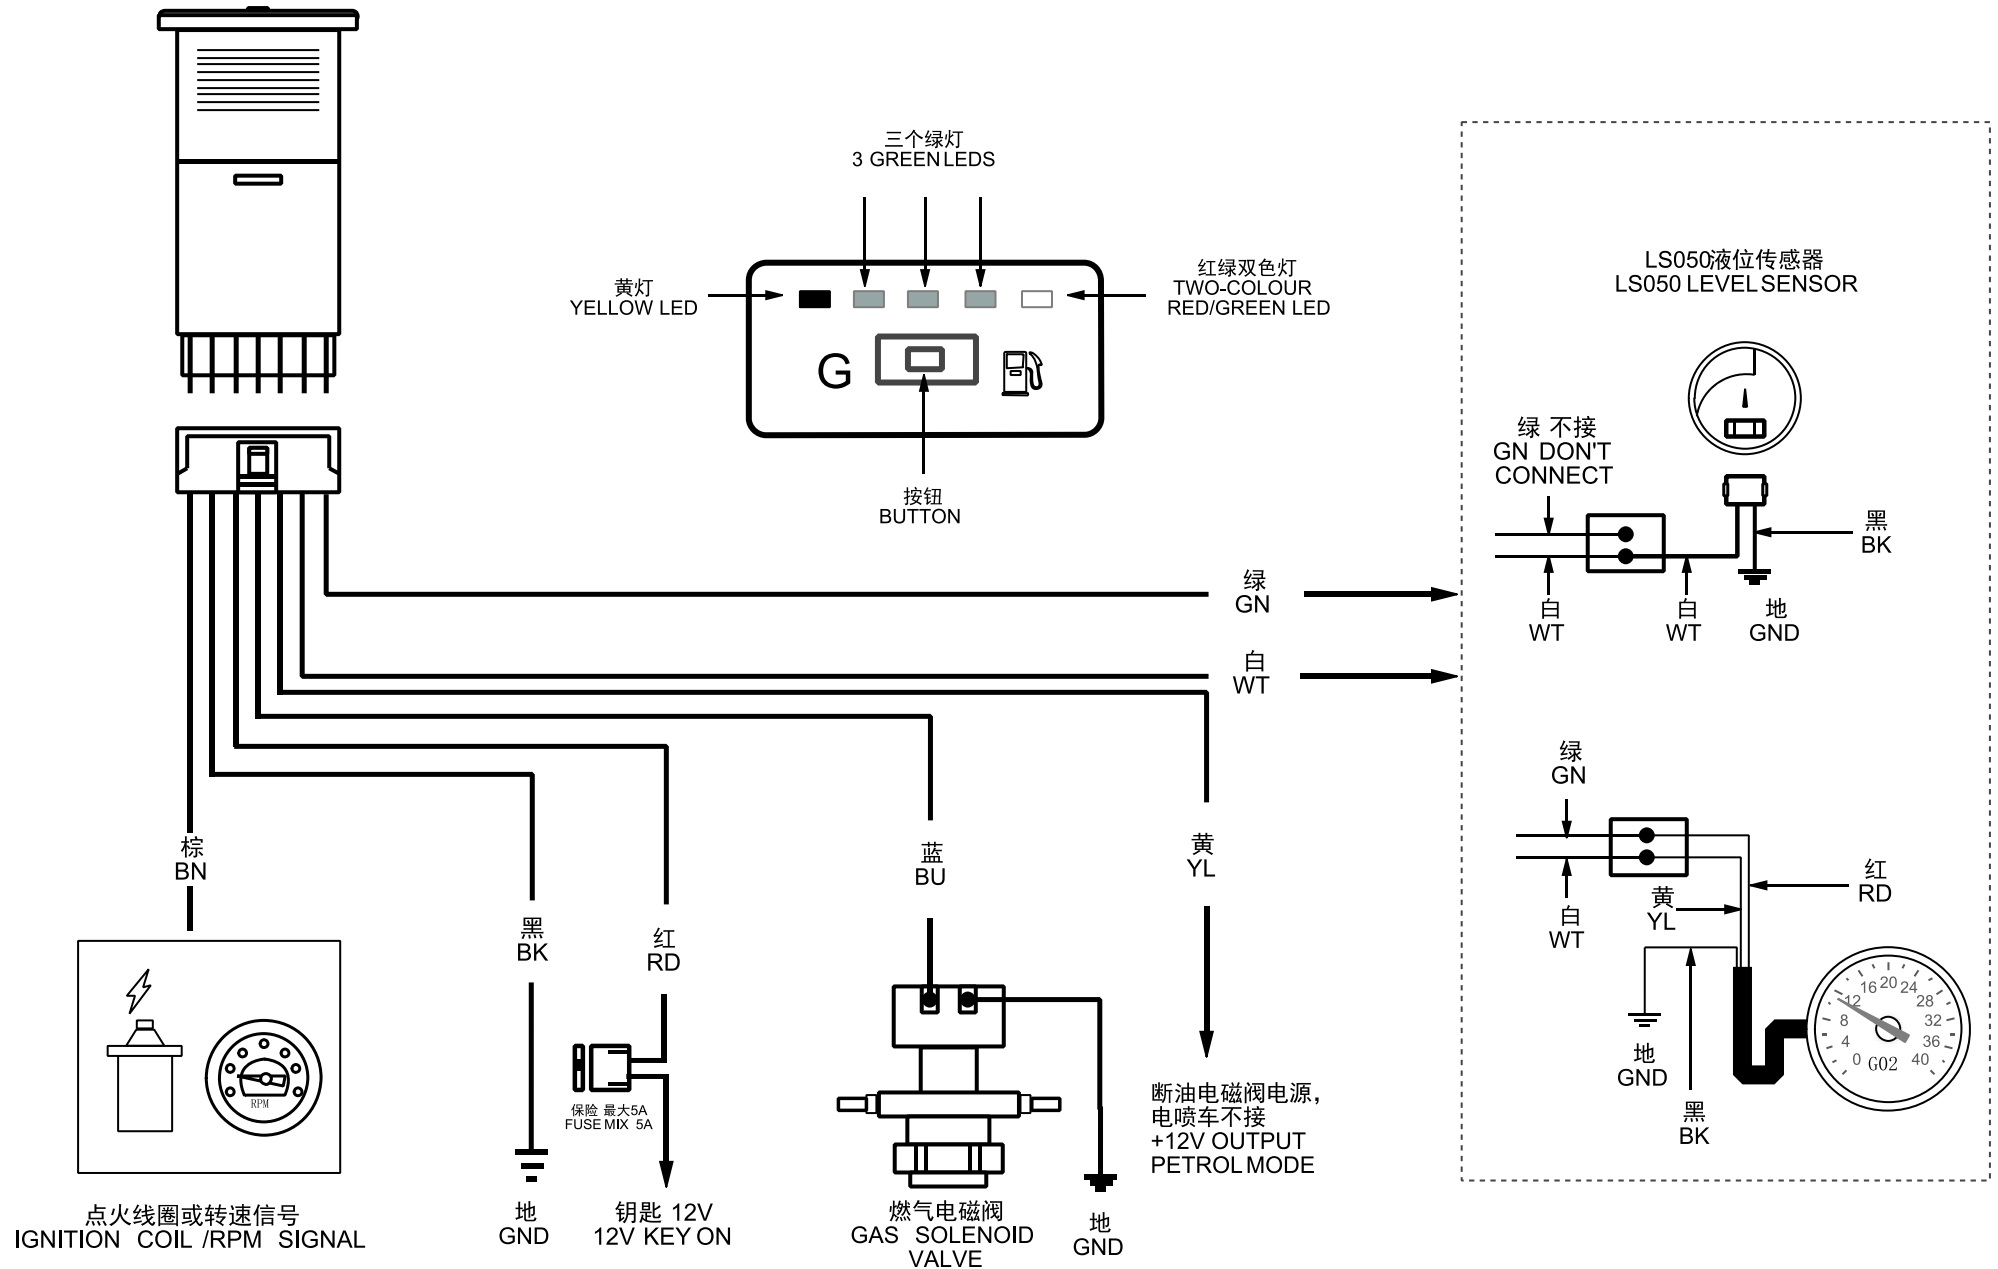 三个绿灯
3 GREEN LEDS
黄灯
YELLOW LED
红绿双色灯
TWO-COLOUR
RED/GREEN LED
G
按钮
BUTTON
LS050液位传感器
LS050 LEVEL SENSOR
绿 不接
GN DON'T
CONNECT
黑
BK
白
WT
白
WT
地
GND
绿
GN
白
WT
绿
GN
白
WT
黄
YL
红
RD
地
GND
黑
BK
0
4
8
12
16
20
24
28
32
36
40
G02
棕
BN
黑
BK
红
RD
蓝
BU
黄
YL
RPM
点火线圈或转速信号
IGNITION COIL /RPM SIGNAL
地
GND
保险 最大5A
FUSE MIX 5A
钥匙 12V
12V KEY ON
燃气电磁阀
GAS SOLENOID
VALVE
地
GND
断油电磁阀电源，
电喷车不接
+12V OUTPUT
PETROL MODE